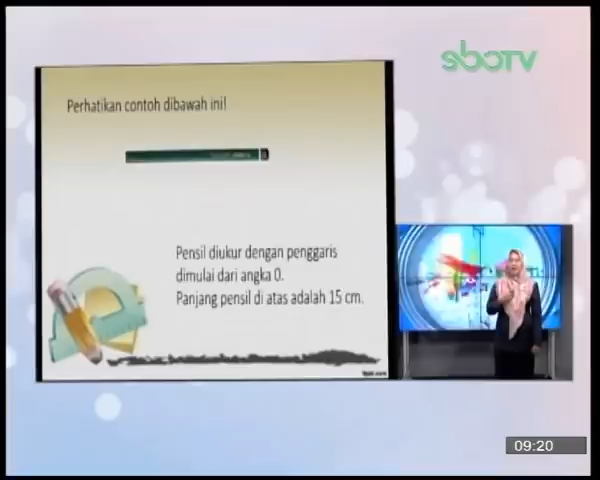 sboTV
Perhatikan contoh dibawah ini!
Pensil diukur dengan penggaris
dimulai dari angka 0.
Panjang pensil di atas adalah 15 cm.
09:20